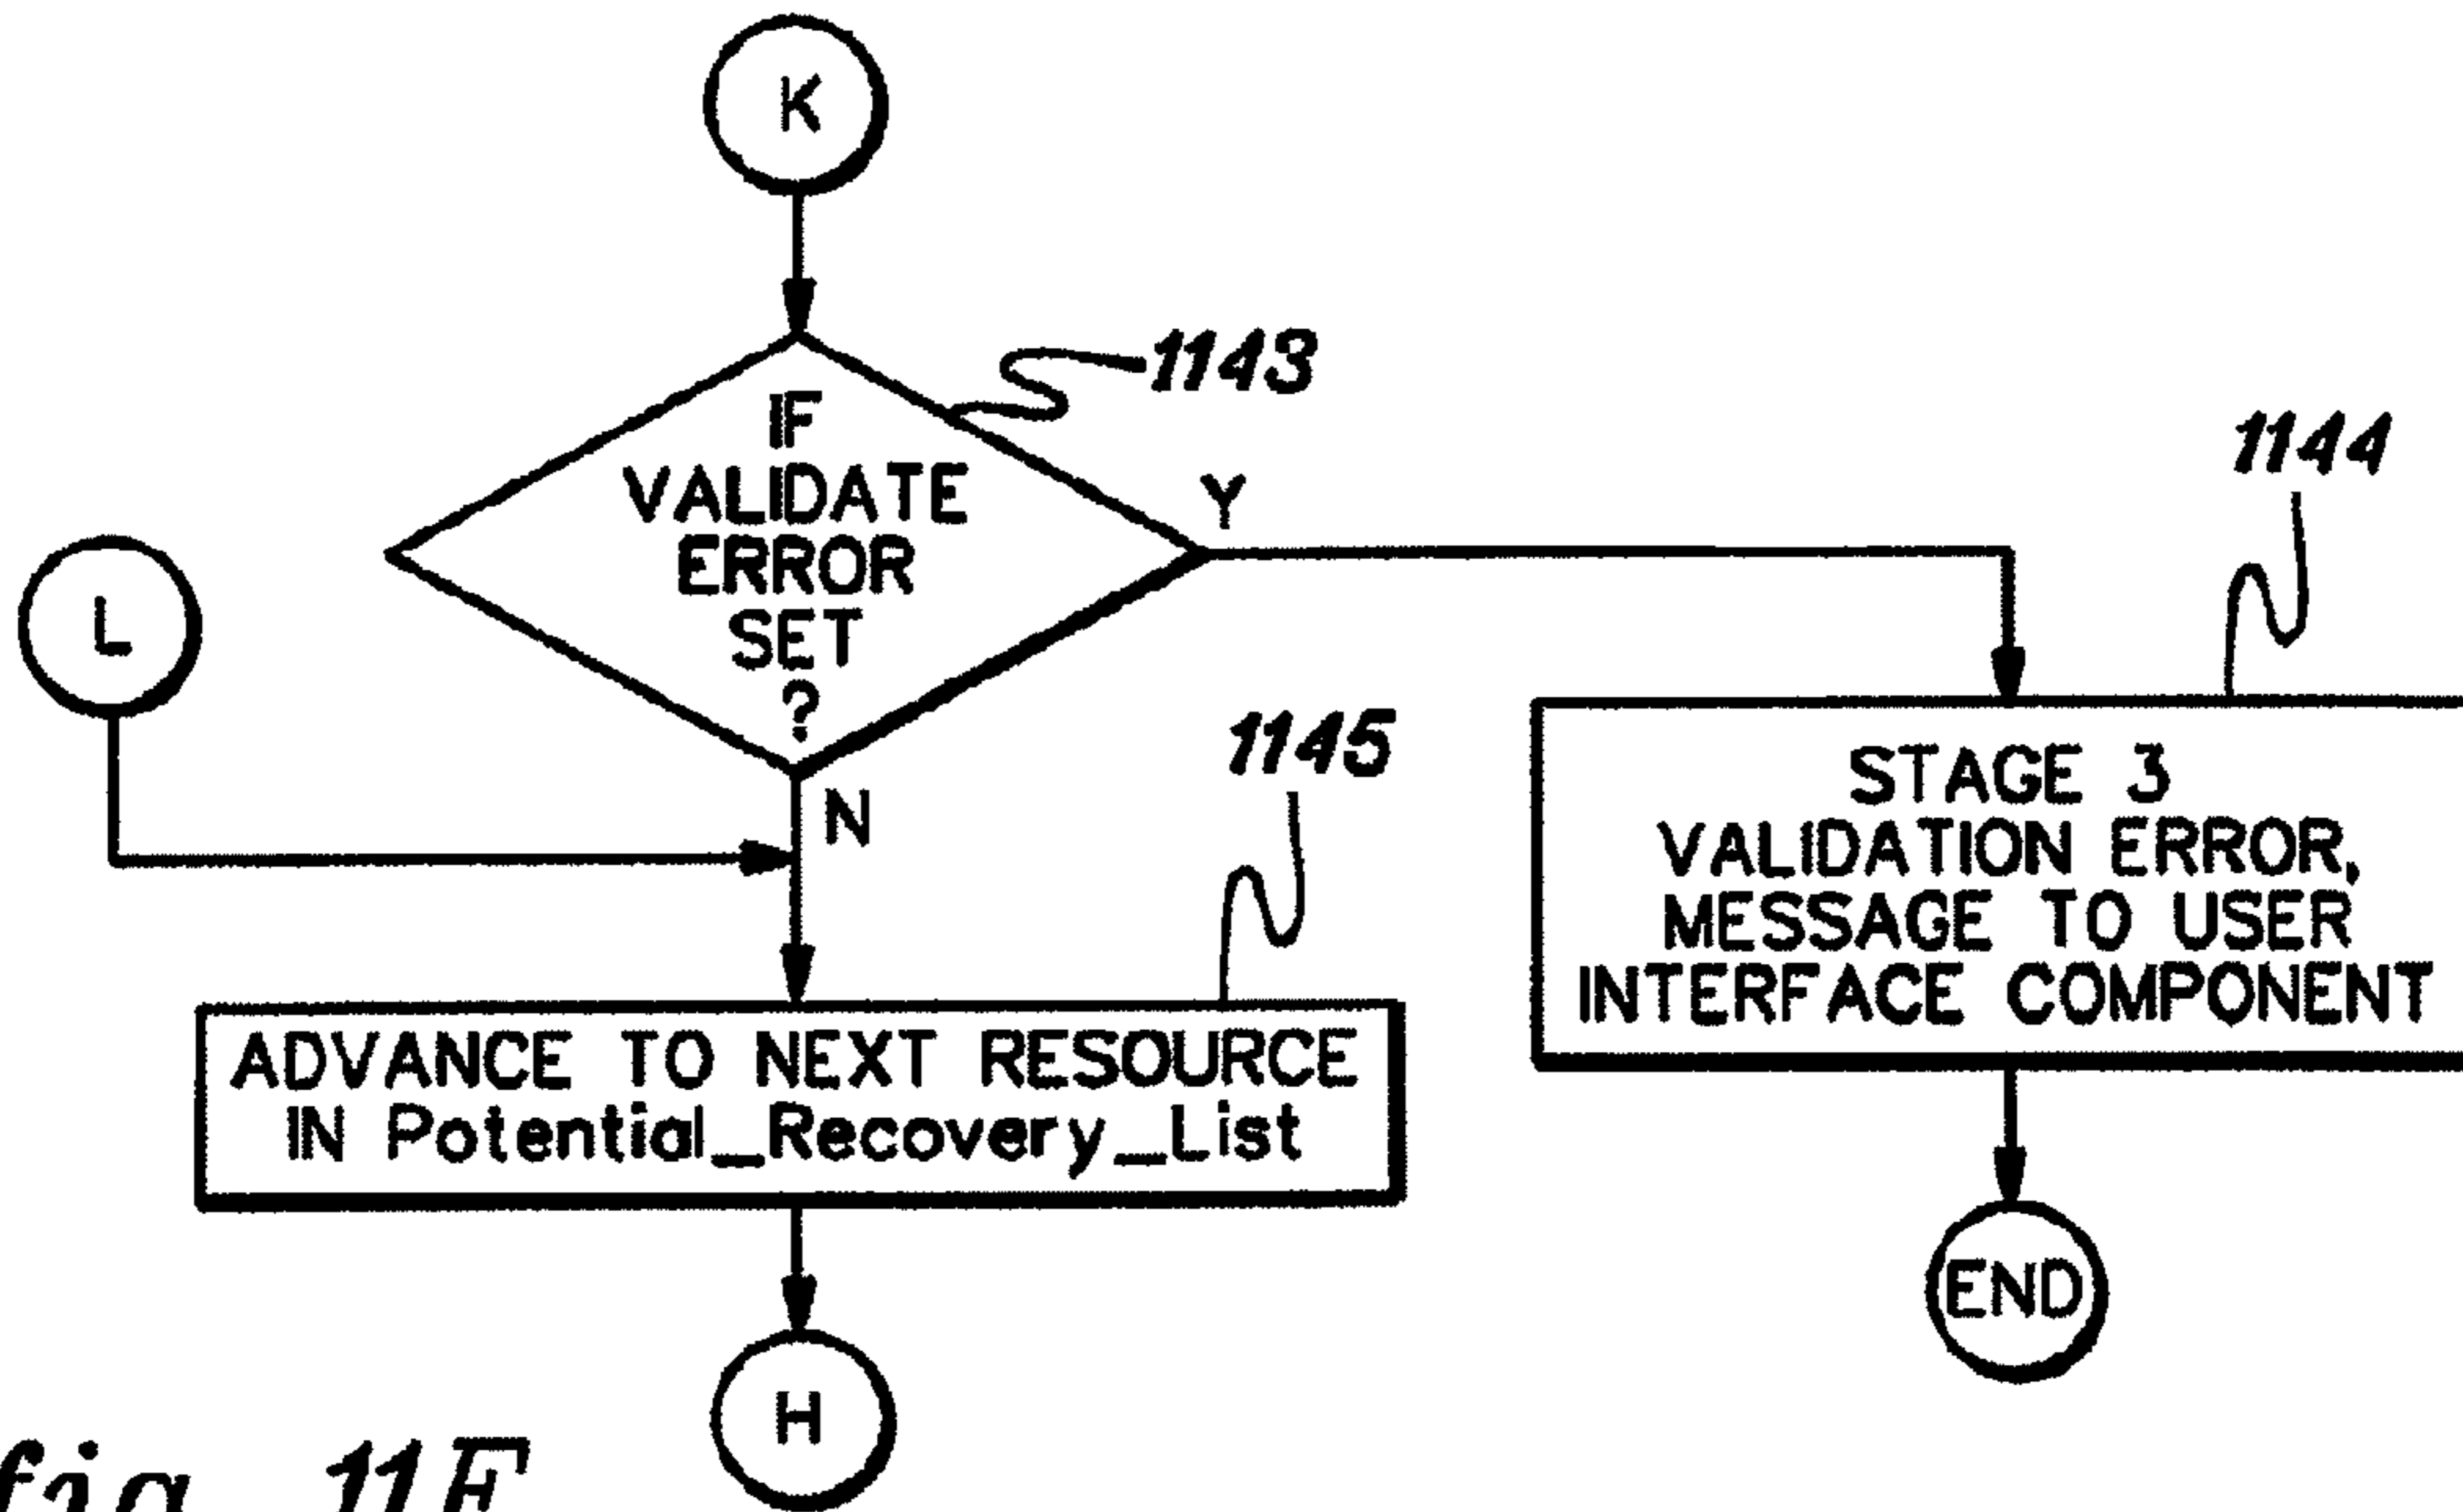 K
1143
IF
VALIDATE
ERROR
SET
?
Y
1144
L
N
1145
STAGE 3
VALIDATION ERROR,
MESSAGE TO USER
INTERFACE COMPONENT
ADVANCE TO NEXT RESOURCE
IN Potential_Recovery_List
END
H
fig. 11F